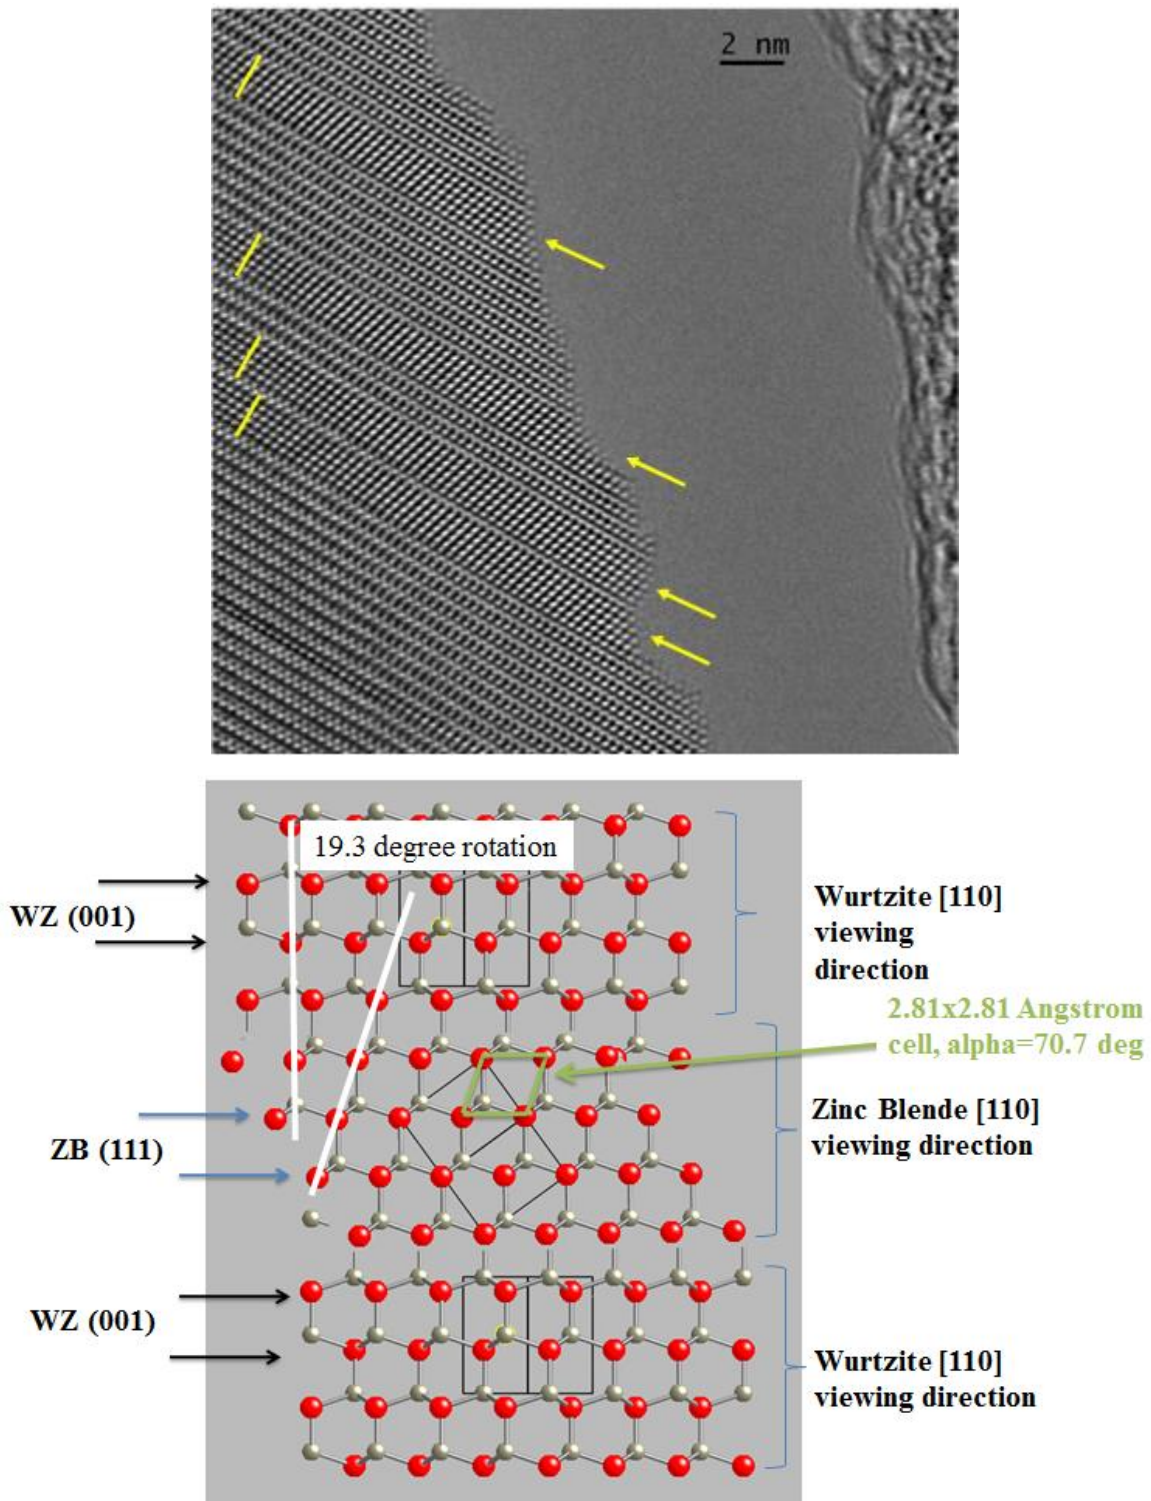 2 nm
19.3 degree rotation
WZ (001)
Wurtzite [110]
viewing
direction
2.81x2.81 Angstrom
cell, alpha=70.7 deg
ZB (111)
Zinc Blende [110]
viewing direction
WZ (001)
Wurtzite [110]
viewing direction